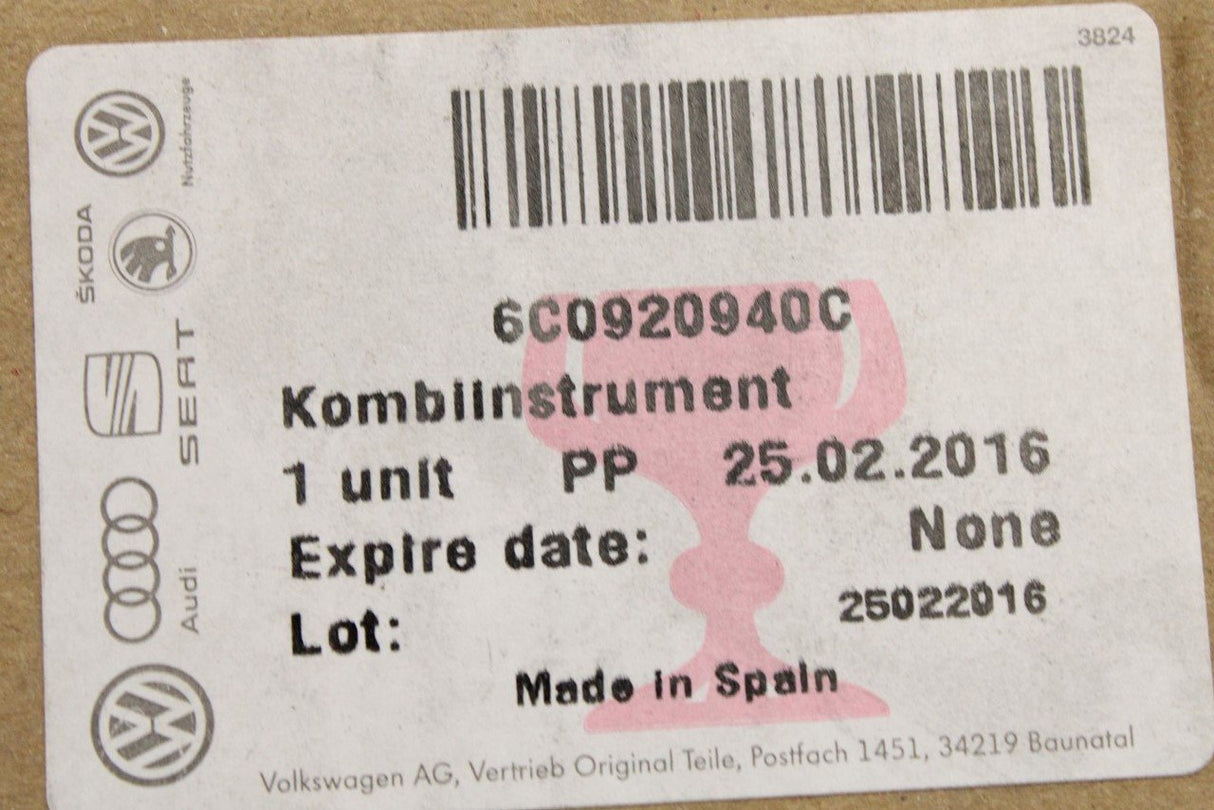 3824
Nutzfahrzeuge
ŠKODA
SEAT
Audi
6C0920940C
Kombiinstrument
1 unit PP 25.02.2016
Expire date: None
Lot: 25022016
Made in Spain
Volkswagen AG, Vertrieb Original Teile, Postfach 1451, 34219 Baunatal